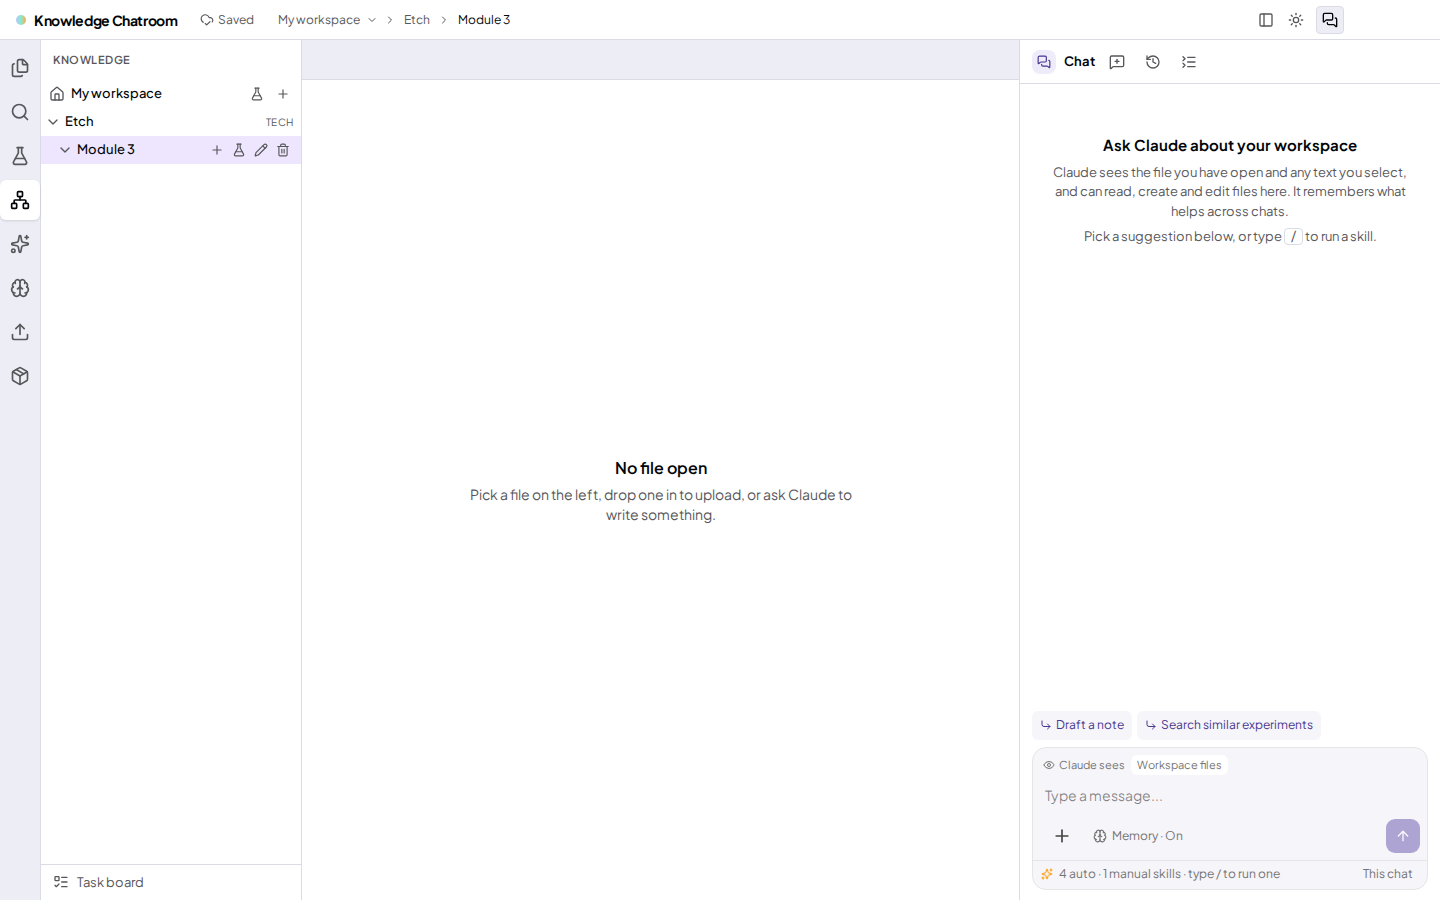 Knowledge Chatroom
Saved
My workspace
Etch
Module 3
KNOWLEDGE
My workspace
Etch
TECH
Module 3
Task board
No file open
Pick a file on the left, drop one in to upload, or ask Claude to
write something.
Chat
Ask Claude about your workspace
Claude sees the file you have open and any text you select,
and can read, create and edit files here. It remembers what
helps across chats.
Pick a suggestion below, or type / to run a skill.
Draft a note
Search similar experiments
Claude sees
Workspace files
Type a message...
Memory · On
4 auto · 1 manual skills · type / to run one
This chat